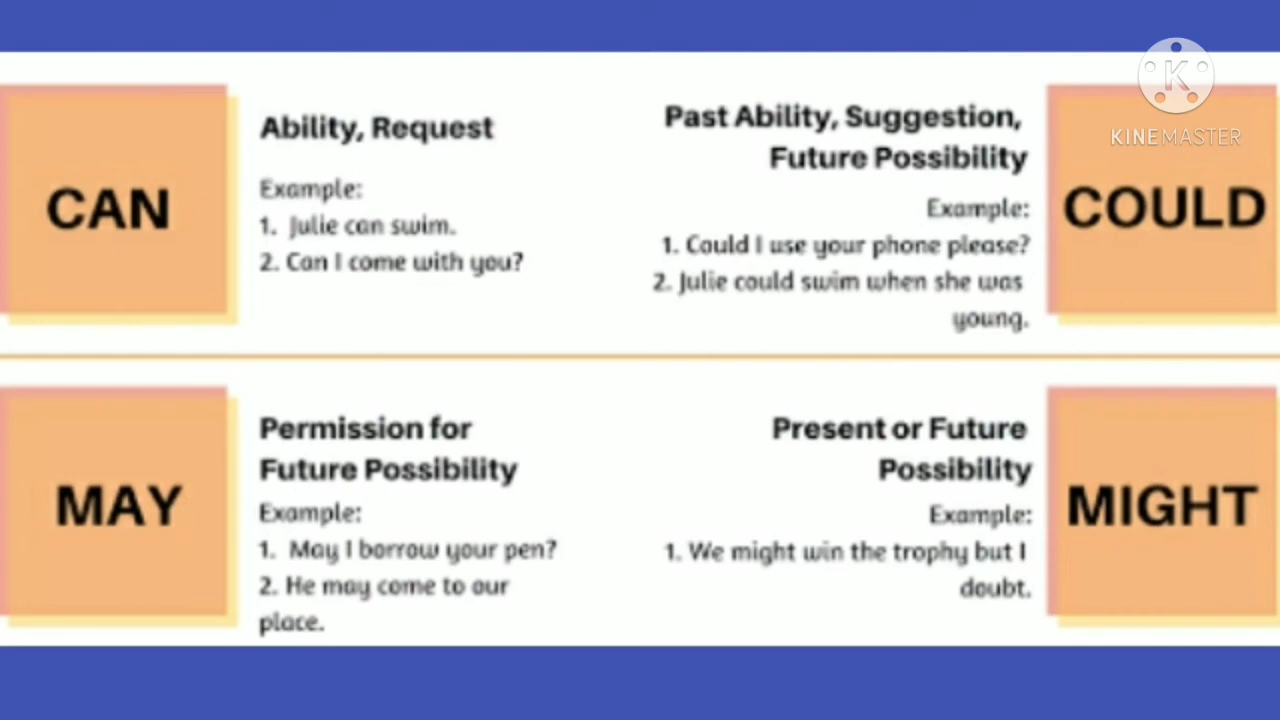 KINEMASTER
CAN
Ability, Request
Example:
1. Julie can swim.
2. Can I come with you?
Past Ability, Suggestion,
Future Possibility
Example:
1. Could I use your phone please?
2. Julie could swim when she was
young.
COULD
MAY
Permission for
Future Possibility
Example:
1. May I borrow your pen?
2. He may come to our
place.
Present or Future
Possibility
Example:
1. We might win the trophy but I
doubt.
MIGHT